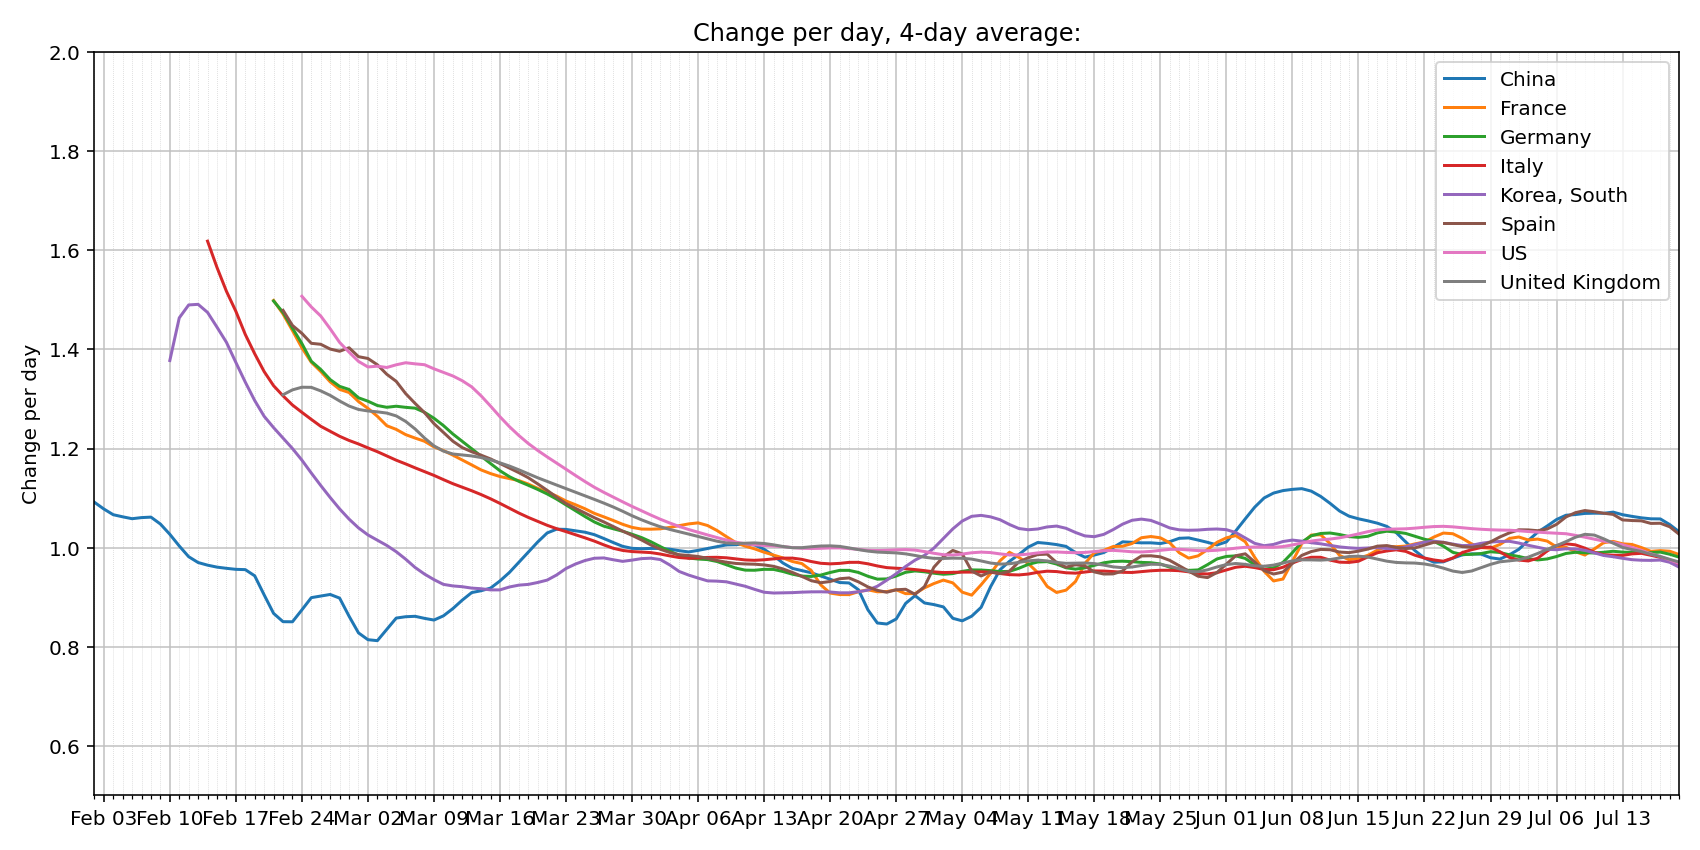 Change per day, 4-day average:
Change per day
2.0
1.8
1.6
1.4
1.2
1.0
0.8
0.6
China
France
Germany
Italy
Korea, South
Spain
US
United Kingdom
Feb 03 Feb 10 Feb 17 Feb 24 Mar 02 Mar 09 Mar 16 Mar 23 Mar 30 Apr 06 Apr 13 Apr 20 Apr 27 May 04 May 11 May 18 May 25 Jun 01 Jun 08 Jun 15 Jun 22 Jun 29 Jul 06 Jul 13